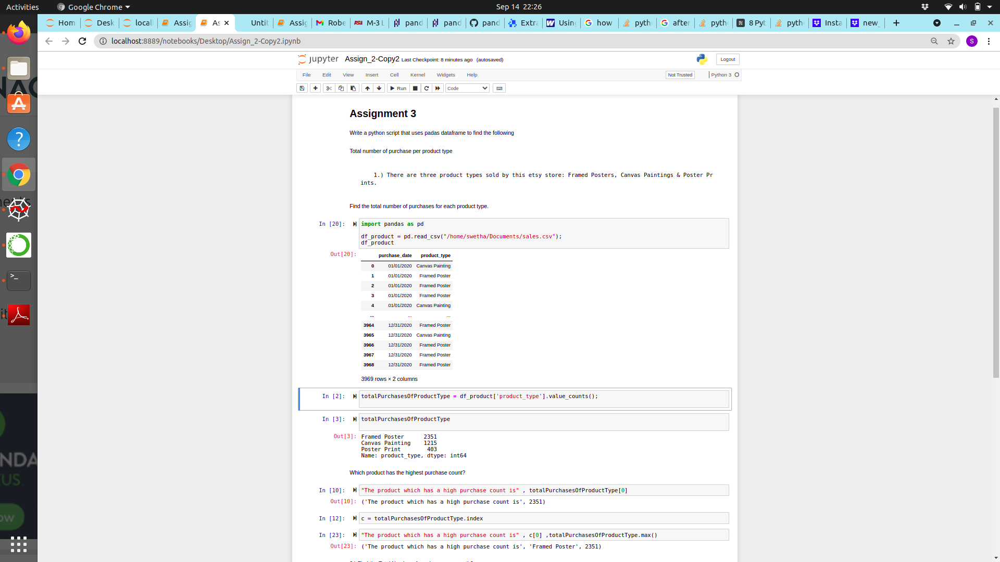 Activities
Google Chrome
Sep 14 22:26
Hom
Desk
locall
Assig
As
Untit
Assig
Robe
ASU M-3 L
pand
pand
pand
Extra
Using
how
pyth
after
pyth
8 Pyt
pyth
Insta
new_
localhost:8889/notebooks/Desktop/Assign_2-Copy2.ipynb
S
jupyter Assign_2-Copy2 Last Checkpoint: 8 minutes ago (autosaved)
Logout
File Edit View Insert Cell Kernel Widgets Help
Not Trusted
Python 3
Run
Code
Assignment 3
Write a python script that uses padas dataframe to find the following
Total number of purchase per product type
1.) There are three product types sold by this etsy store: Framed Posters, Canvas Paintings & Poster Pr
ints.
Find the total number of purchases for each product type.
In [20]: import pandas as pd
df_product = pd.read_csv("/home/swetha/Documents/sales.csv");
df_product
Out[20]:
purchase_date product_type
0 01/01/2020 Canvas Painting
1 01/01/2020 Framed Poster
2 01/01/2020 Framed Poster
3 01/01/2020 Framed Poster
4 01/01/2020 Canvas Painting
... ... ...
3964 12/31/2020 Framed Poster
3965 12/31/2020 Canvas Painting
3966 12/31/2020 Framed Poster
3967 12/31/2020 Framed Poster
3968 12/31/2020 Framed Poster
3969 rows × 2 columns
In [2]: totalPurchasesOfProductType = df_product['product_type'].value_counts();
In [3]: totalPurchasesOfProductType
Out[3]: Framed Poster 2351
Canvas Painting 1215
Poster Print 403
Name: product_type, dtype: int64
Which product has the highest purchase count?
In [10]: "The product which has a high purchase count is" , totalPurchasesOfProductType[0]
Out[10]: ('The product which has a high purchase count is', 2351)
In [12]: c = totalPurchasesOfProductType.index
In [23]: "The product which has a high purchase count is" , c[0] ,totalPurchasesOfProductType.max()
Out[23]: ('The product which has a high purchase count is', 'Framed Poster', 2351)